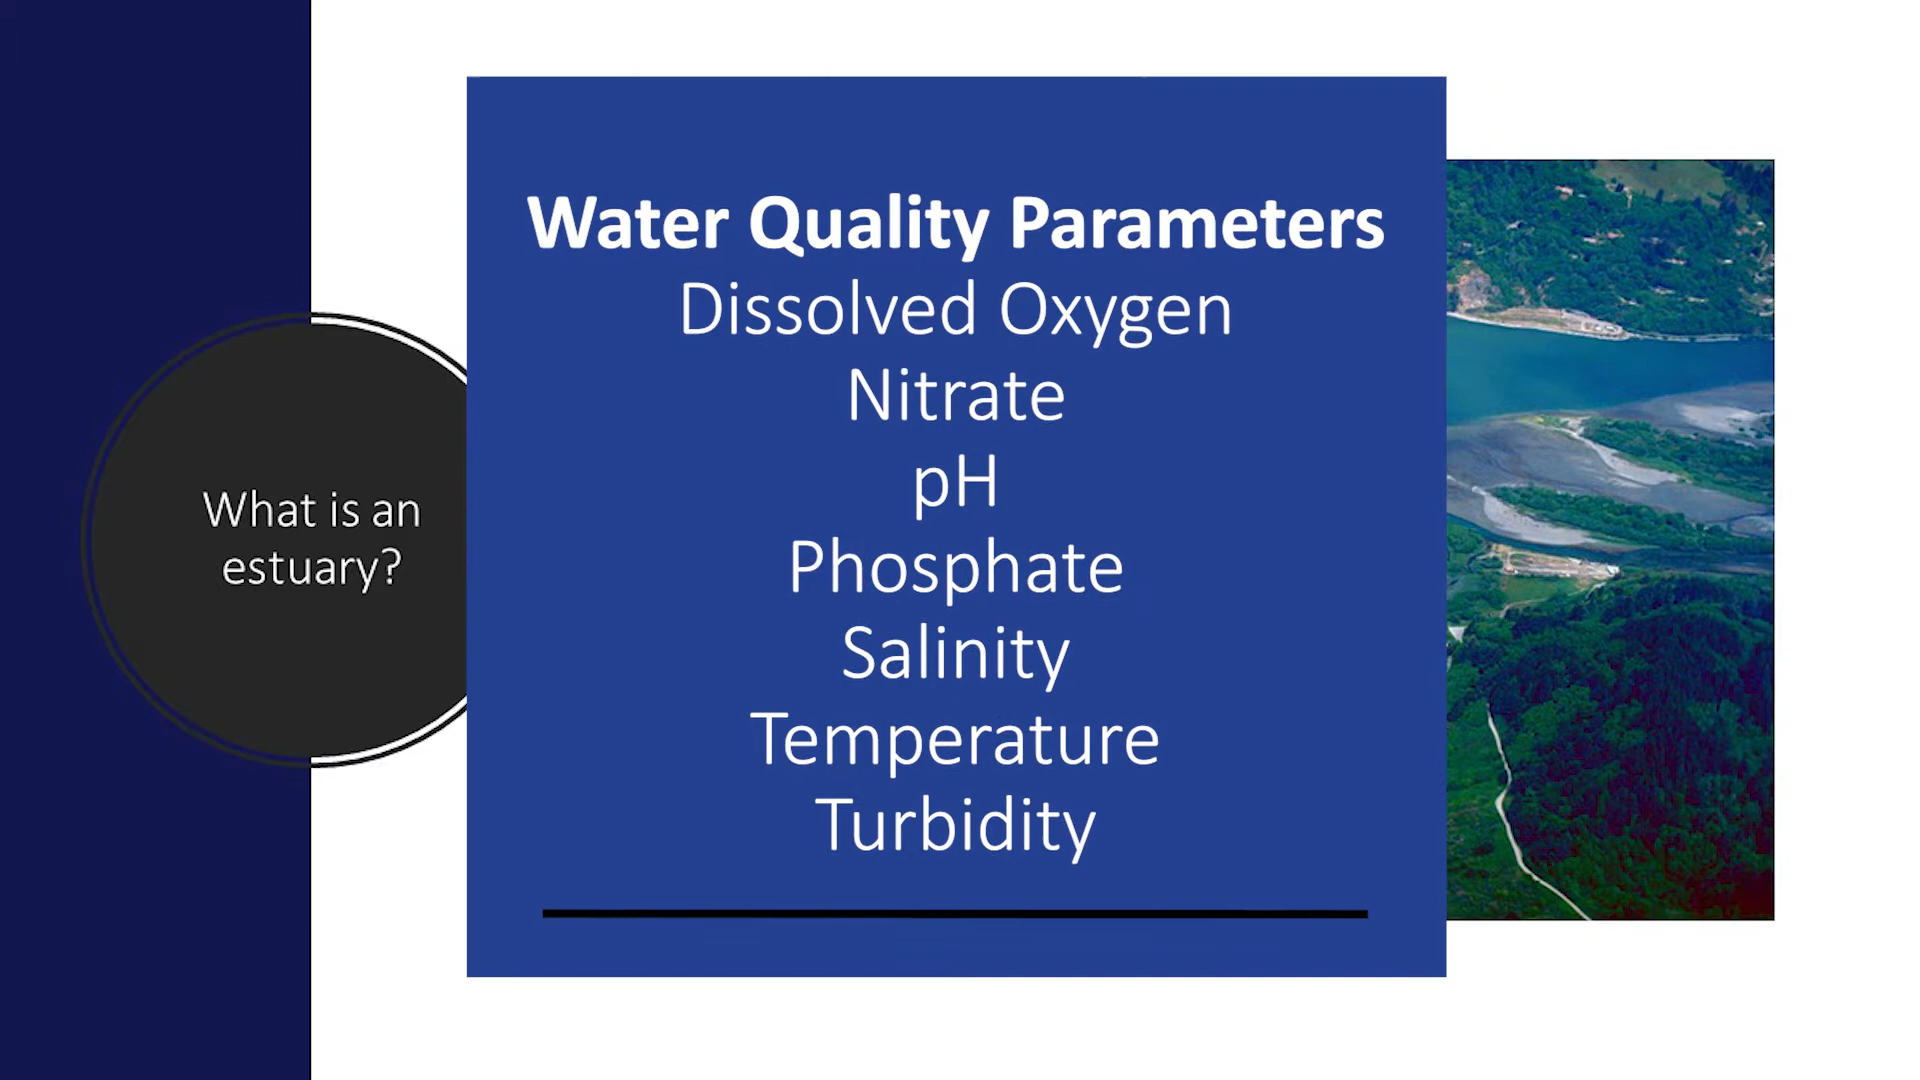 What is an
estuary?
Water Quality Parameters
Dissolved Oxygen
Nitrate
pH
Phosphate
Salinity
Temperature
Turbidity